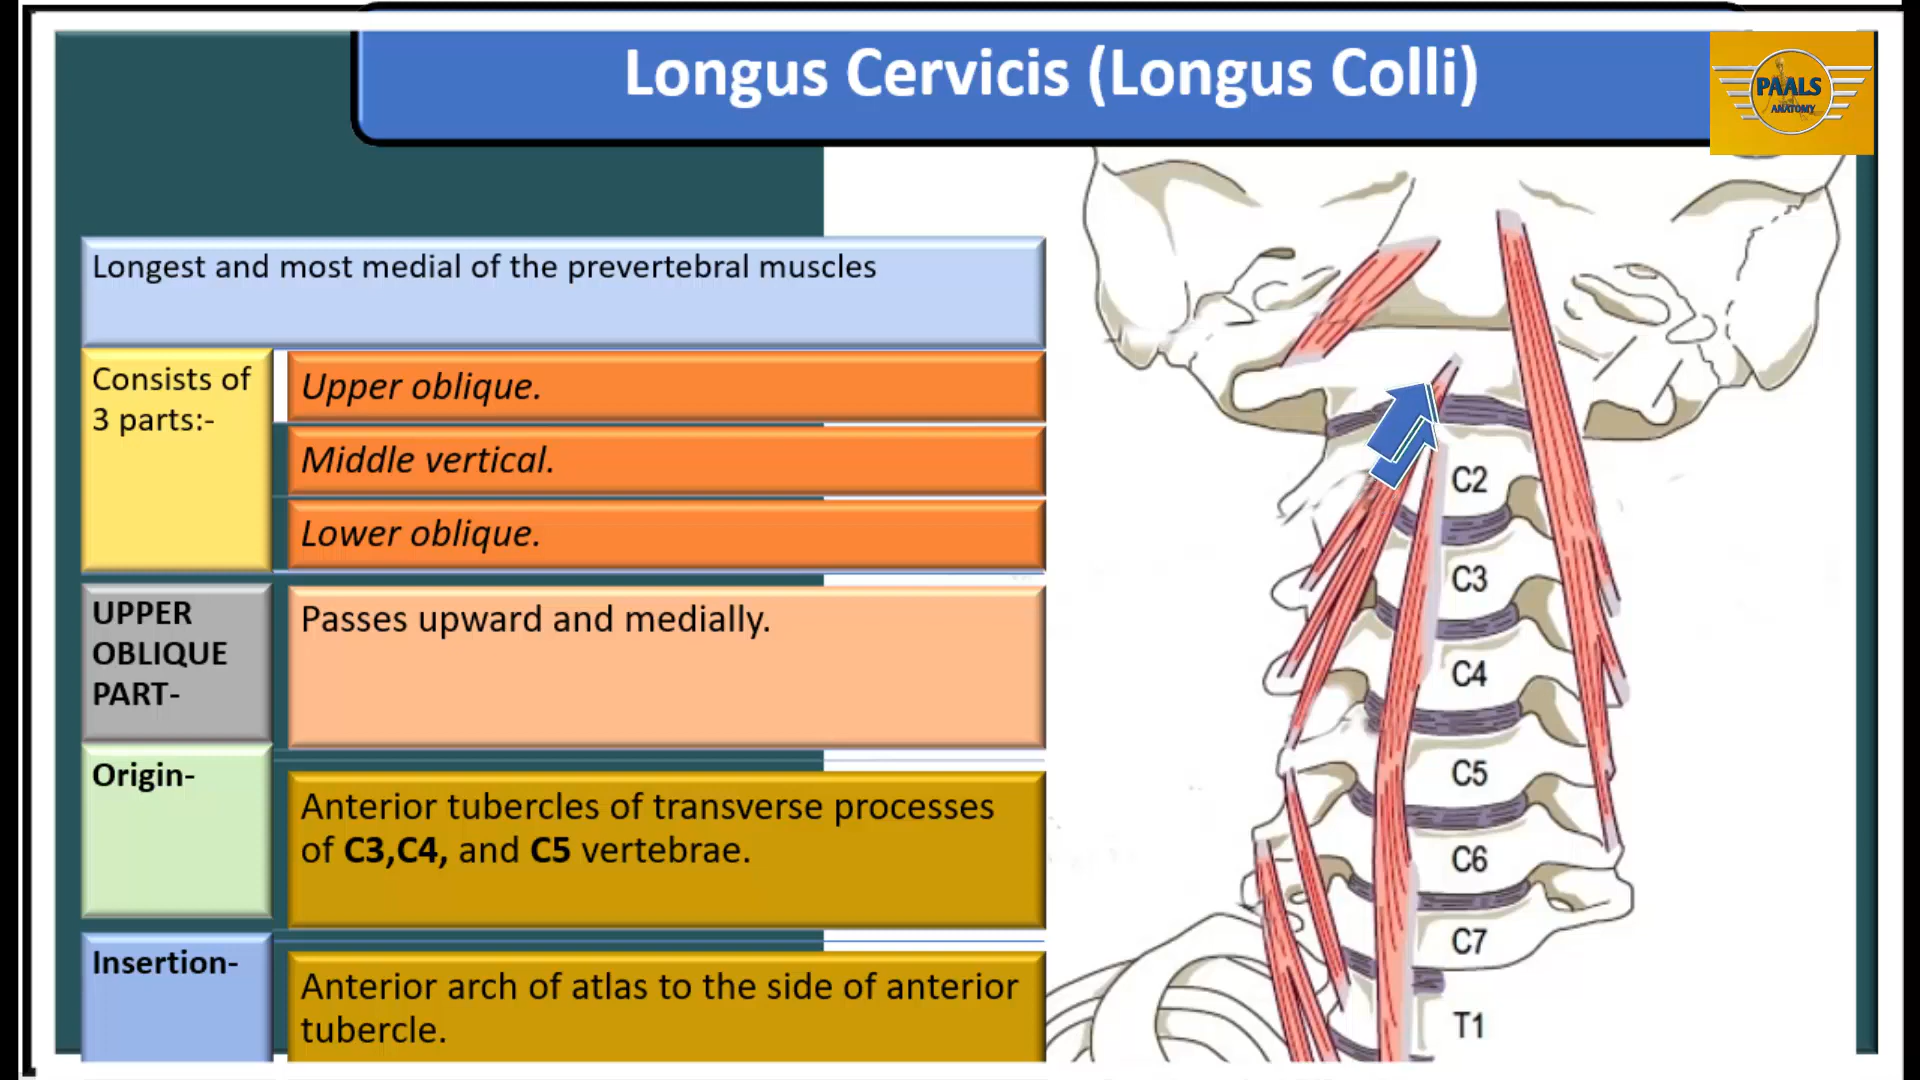 Longus Cervicis (Longus Colli)
PAALS
ANATOMY
Longest and most medial of the prevertebral muscles
Consists of
3 parts:-
Upper oblique.
Middle vertical.
Lower oblique.
UPPER
OBLIQUE
PART-
Passes upward and medially.
Origin-
Anterior tubercles of transverse processes
of C3,C4, and C5 vertebrae.
Insertion-
Anterior arch of atlas to the side of anterior
tubercle.
C2
C3
C4
C5
C6
C7
T1